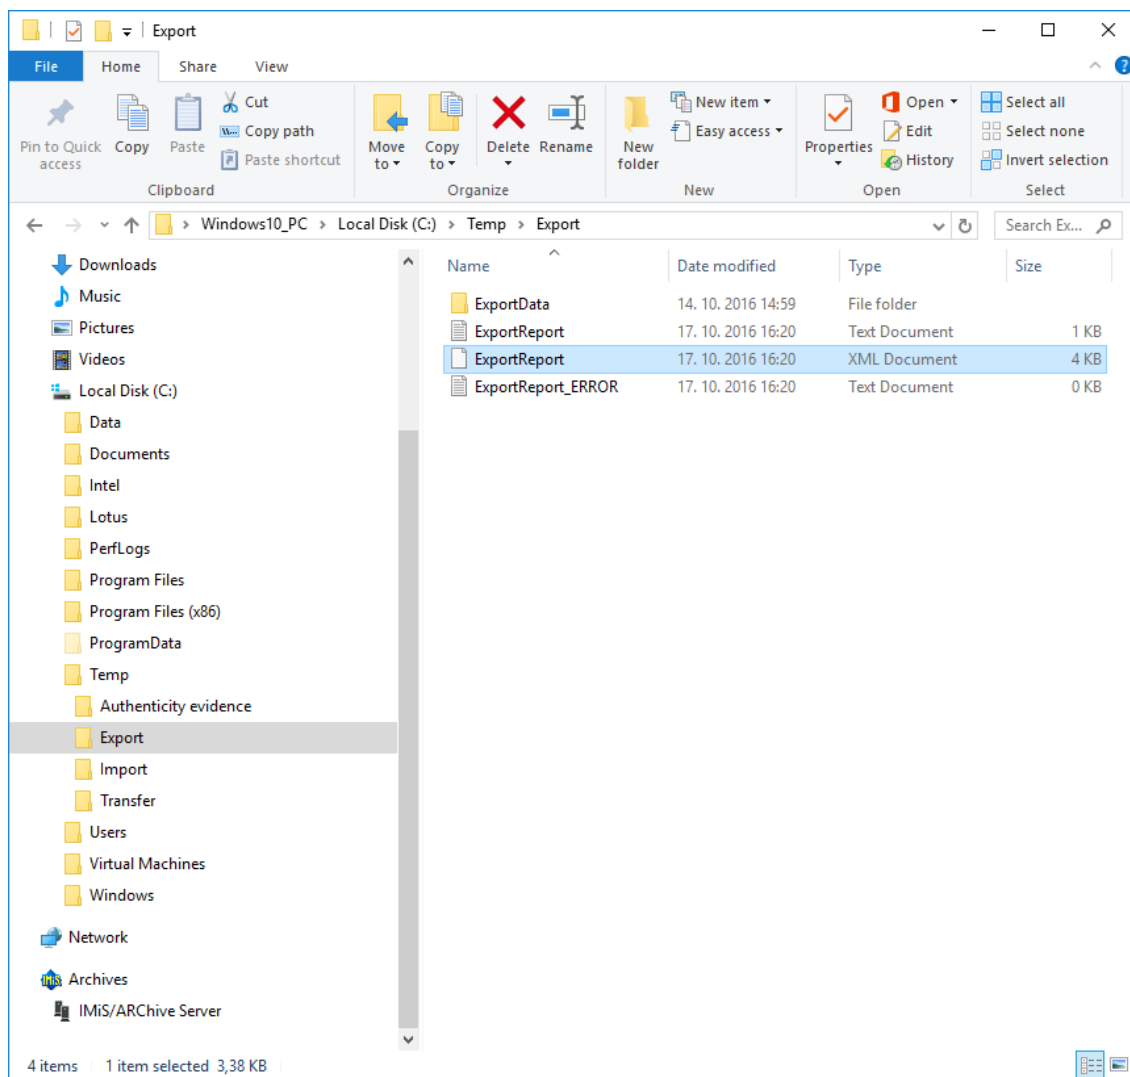 Export
File Home Share View
Pin to Quick access
Copy
Paste
Cut
Copy path
Paste shortcut
Clipboard
Move to
Copy to
Delete
Rename
Organize
New folder
New item
Easy access
New
Properties
Open
Edit
History
Open
Select all
Select none
Invert selection
Select
Windows10_PC > Local Disk (C:) > Temp > Export
Search Ex...
Downloads
Music
Pictures
Videos
Local Disk (C:)
Data
Documents
Intel
Lotus
PerfLogs
Program Files
Program Files (x86)
ProgramData
Temp
Authenticity evidence
Export
Import
Transfer
Users
Virtual Machines
Windows
Network
Archives
IMiS/ARChive Server
Name Date modified Type Size
ExportData 14. 10. 2016 14:59 File folder
ExportReport 17. 10. 2016 16:20 Text Document 1 KB
ExportReport 17. 10. 2016 16:20 XML Document 4 KB
ExportReport_ERROR 17. 10. 2016 16:20 Text Document 0 KB
4 items 1 item selected 3,38 KB